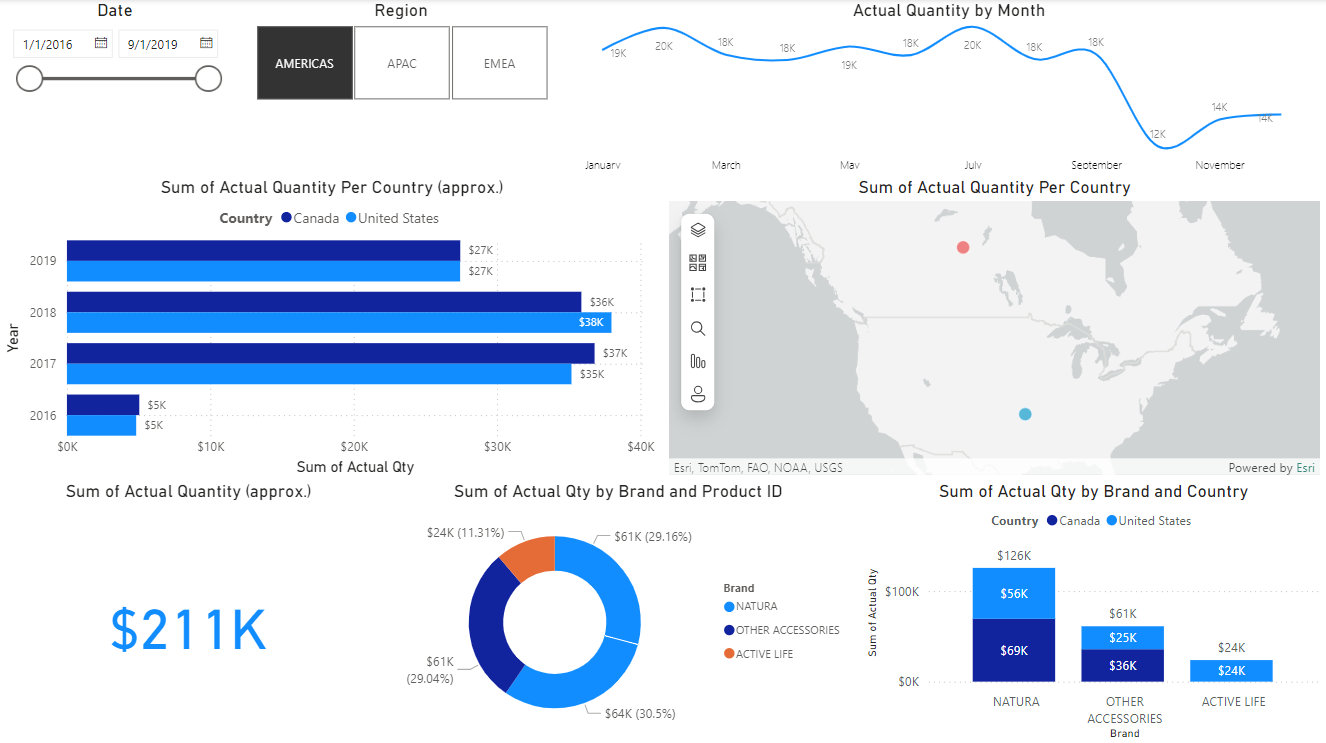 Date
1/1/2016
9/1/2019
Region
AMERICAS
APAC
EMEA
Actual Quantity by Month
19K
20K
18K
18K
19K
18K
20K
18K
18K
12K
14K
14K
January
March
May
July
September
November
Sum of Actual Quantity Per Country (approx.)
Country Canada United States
2019
$27K
$27K
2018
$36K
$38K
2017
$37K
$35K
2016
$5K
$5K
Year
$0K
$10K
$20K
$30K
$40K
Sum of Actual Qty
Sum of Actual Quantity Per Country
Esri, TomTom, FAO, NOAA, USGS
Powered by Esri
Sum of Actual Quantity (approx.)
$211K
Sum of Actual Qty by Brand and Product ID
$24K (11.31%)
$61K (29.16%)
$61K
(29.04%)
$64K (30.5%)
Brand
NATURA
OTHER ACCESSORIES
ACTIVE LIFE
Sum of Actual Qty by Brand and Country
Country Canada United States
Sum of Actual Qty
$100K
$0K
$126K
$56K
$69K
$61K
$25K
$36K
$24K
$24K
NATURA
OTHER
ACCESSORIES
ACTIVE LIFE
Brand